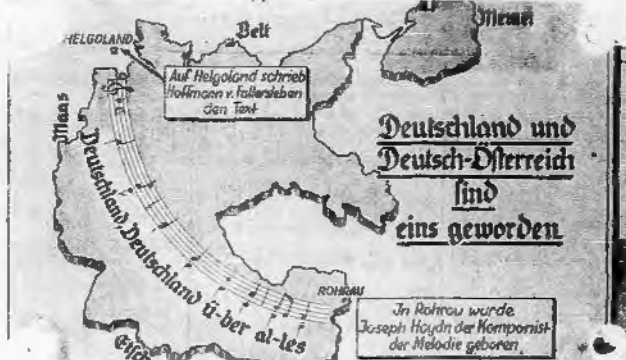 HELGOLAND
Belt
Memel
Auf Helgoland schrieb
Hoffmann v. Fallersleben
den Text
Maas
Deutschland und
Deutsch-Österreich
sind
eins geworden
Deutschland, Deutschland ü-ber al-les
ROHRAU
In Rohrau wurde
Joseph Haydn der Komponist
der Melodie geboren
Etsch